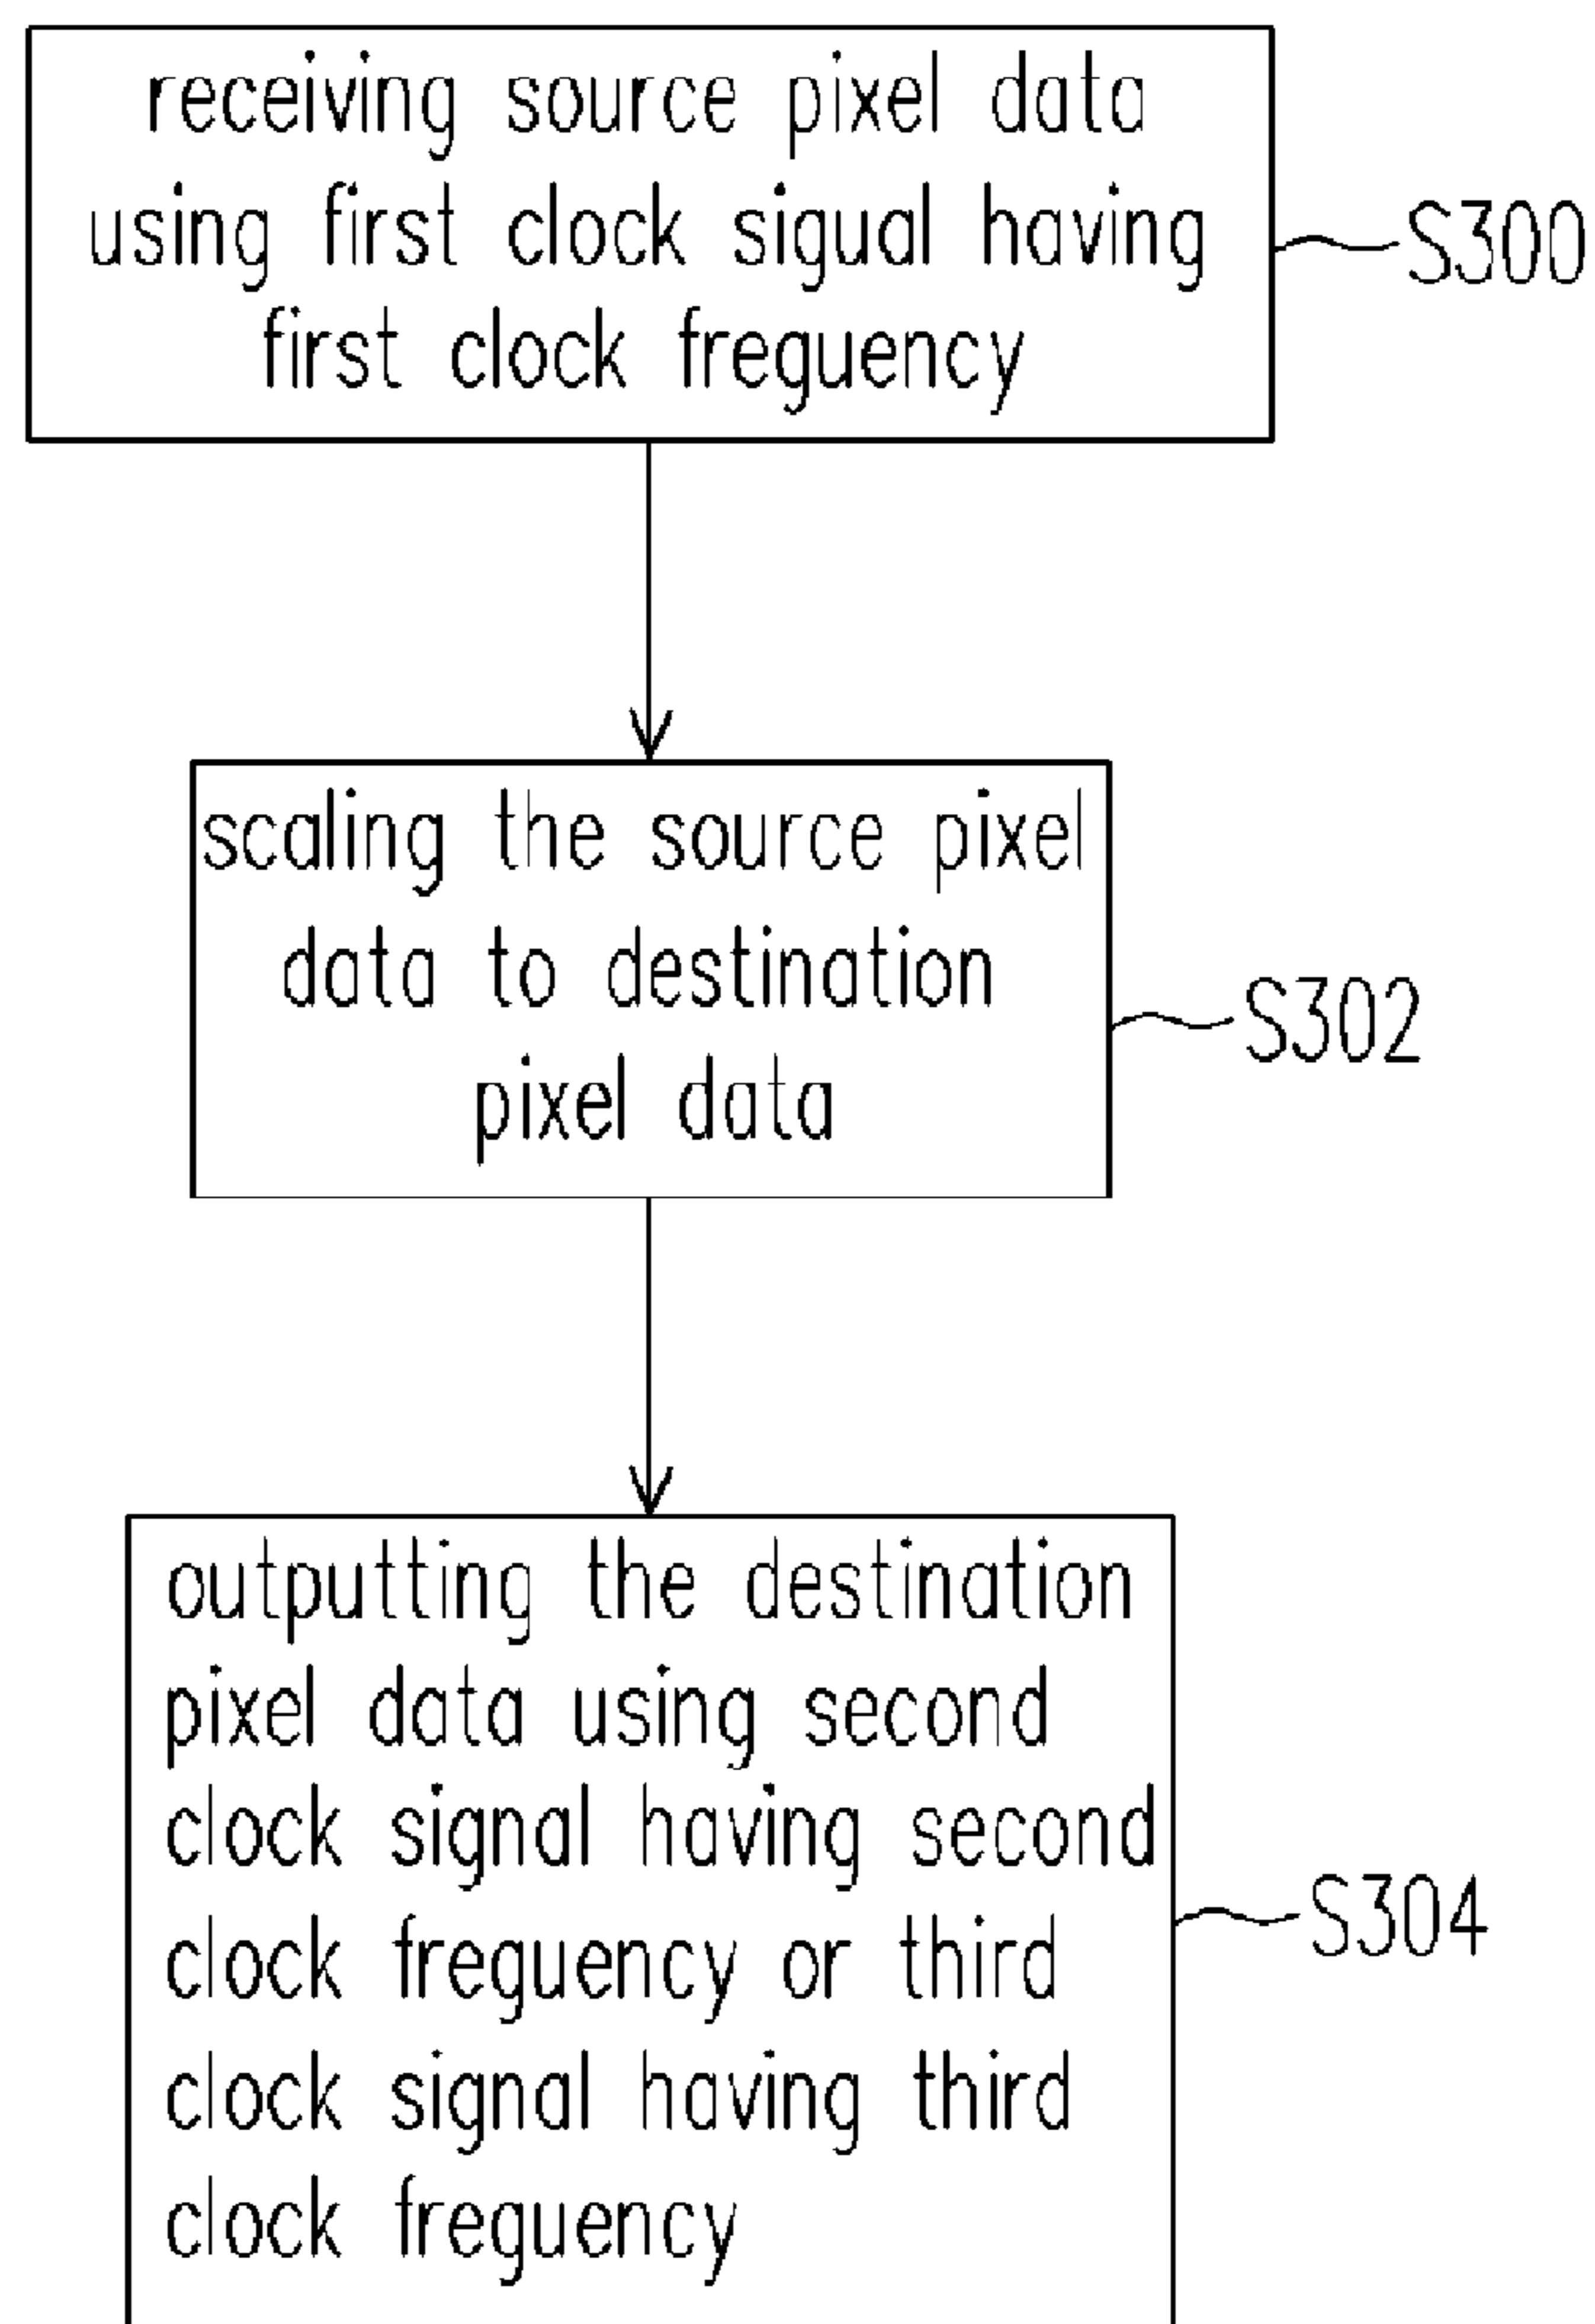 receiving source pixel data
using first clock sigual having
first clock freguency
S300
scaling the source pixel
data to destination
pixel data
S302
outputting the destination
pixel data using second
clock signal having second
clock freguency or third
clock signal having third
clock freguency
S304